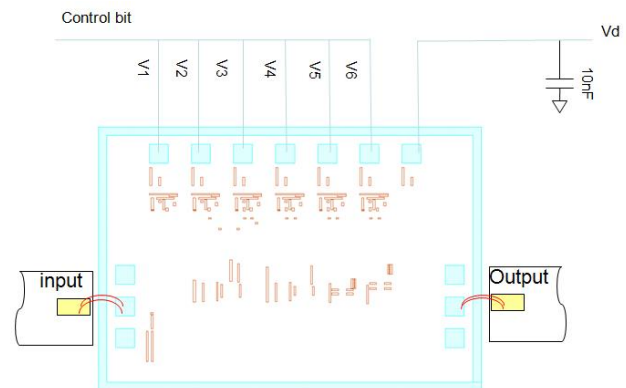 Control bit
Vd
V1
V2
V3
V4
V5
V6
10nF
input
Output